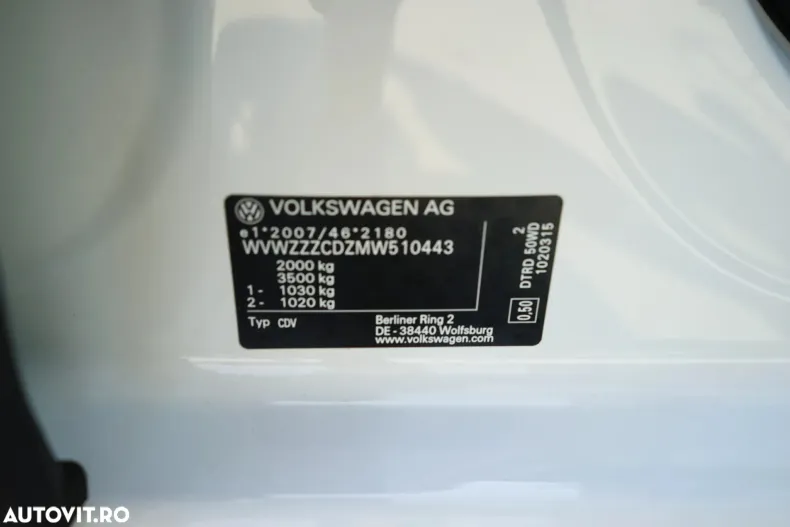 VOLKSWAGEN AG
e1*2007/46*2180
WVWZZZCDZMW510443
2000 kg
3500 kg
1 - 1030 kg
2 - 1020 kg
Typ CDV
Berliner Ring 2
DE - 38440 Wolfsburg
www.volkswagen.com
0,50
DTRD 50WD 2
1020315
AUTOVIT.RO